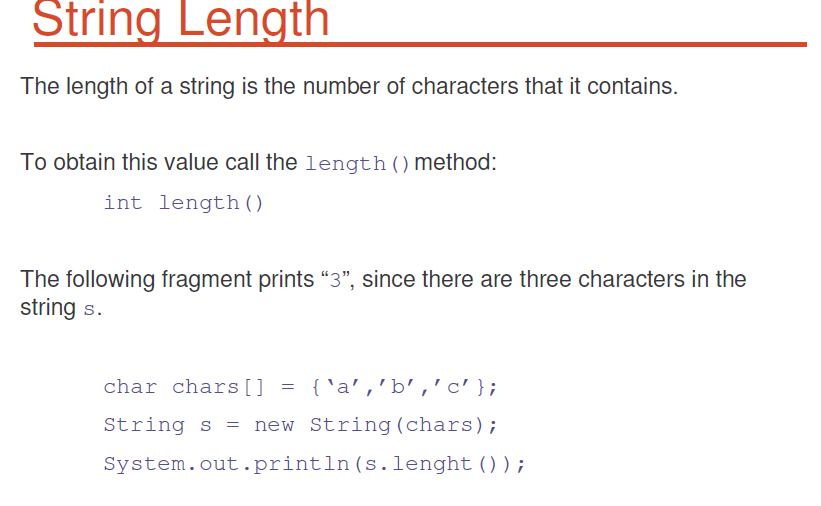 String Length
The length of a string is the number of characters that it contains.
To obtain this value call the length() method:
int length()
The following fragment prints “3”, since there are three characters in the
string s.
char chars[] = {‘a’,’b’,’c’};
String s = new String(chars);
System.out.println(s.lenght());